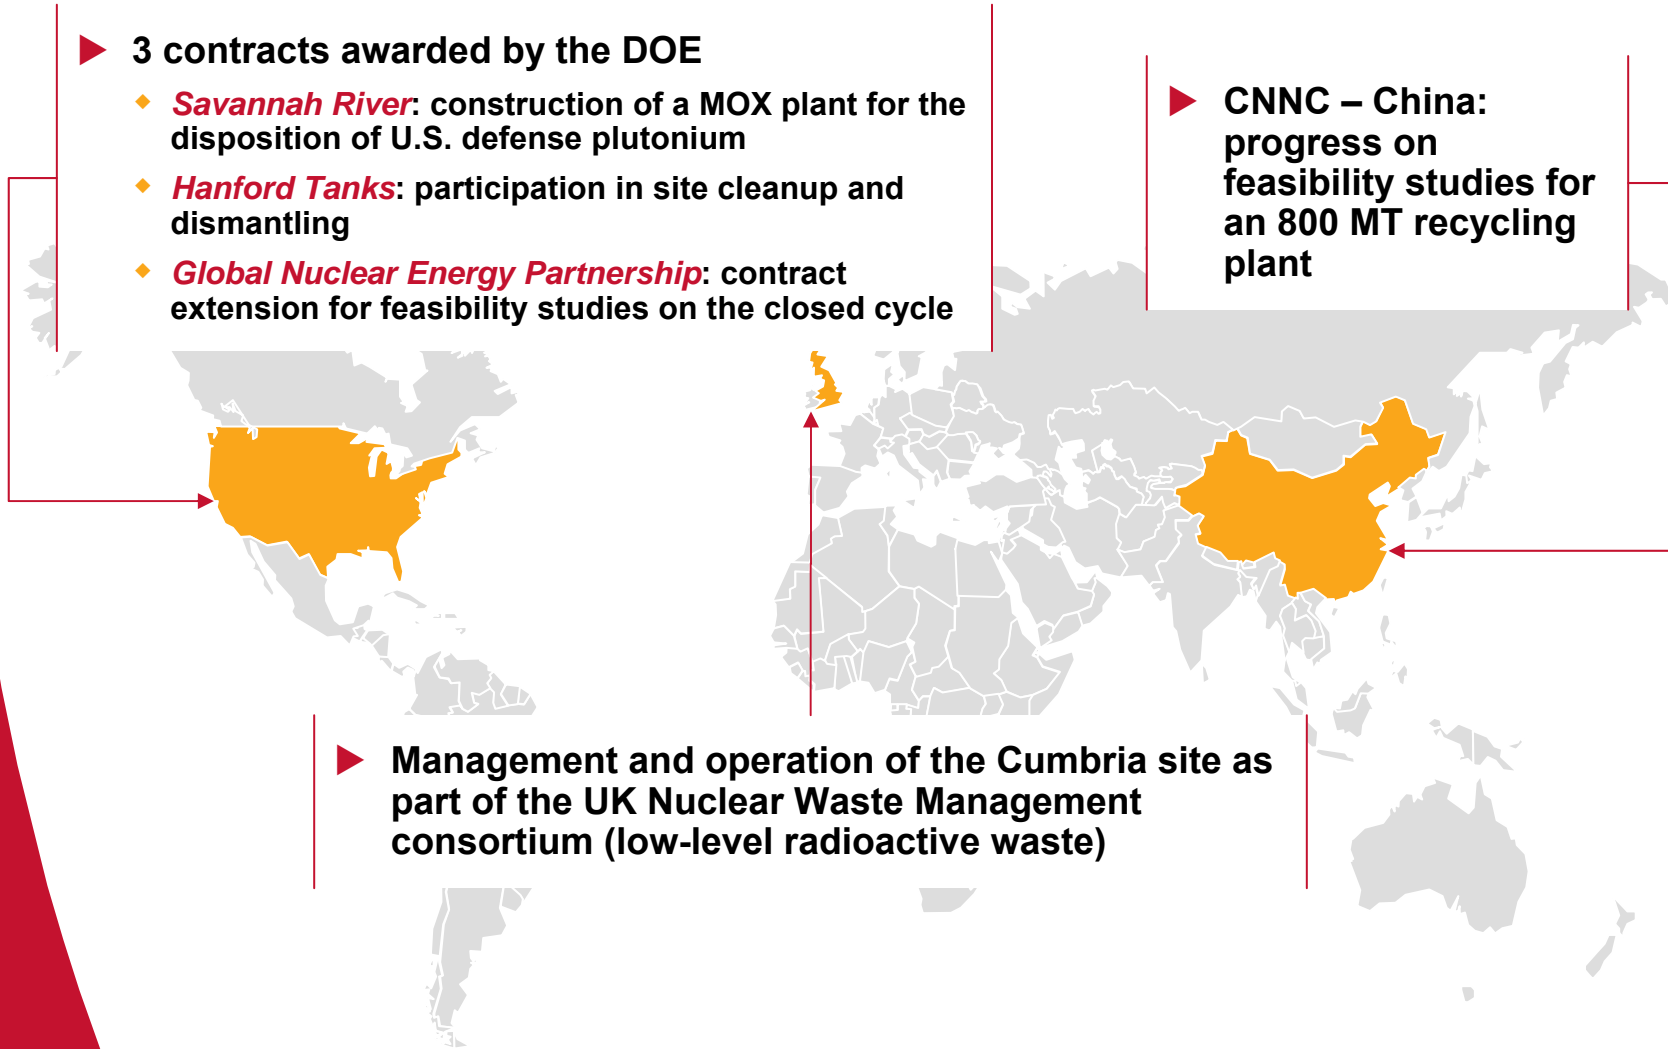 3 contracts awarded by the DOE
Savannah River: construction of a MOX plant for the
disposition of U.S. defense plutonium
Hanford Tanks: participation in site cleanup and
dismantling
Global Nuclear Energy Partnership: contract
extension for feasibility studies on the closed cycle
CNNC – China:
progress on
feasibility studies for
an 800 MT recycling
plant
Management and operation of the Cumbria site as
part of the UK Nuclear Waste Management
consortium (low-level radioactive waste)